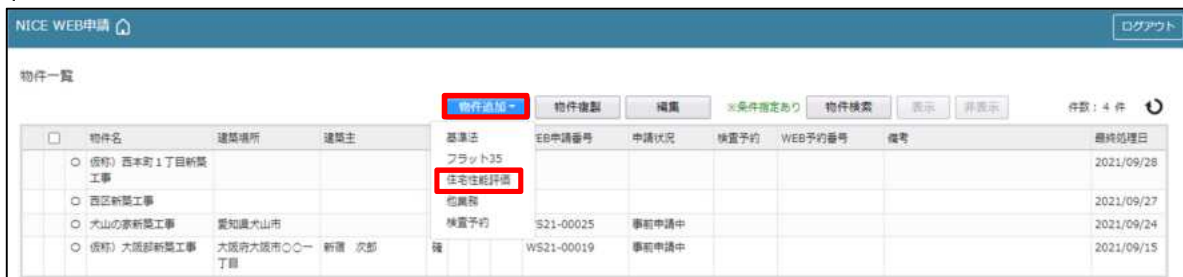 NICE WEB申請
ログアウト
物件一覧
物件追加 物件複製 編集 ※条件指定あり 物件検索 表示 非表示 件数:4 件
物件名 建築場所 建築主 EB申請番号 申請状況 検査予約 WEB予約番号 備考 最終処理日
基準法
フラット35
住宅性能評価
他業務
検査予約
仮称)西本町1丁目新築
工事
2021/09/28
西区新築工事 2021/09/27
犬山の家新築工事 愛知県犬山市 S21-00025 事前申請中 2021/09/24
仮称)大阪邸新築工事 大阪府大阪市○○一
丁目
新宿 次郎 確 WS21-00019 事前申請中 2021/09/15